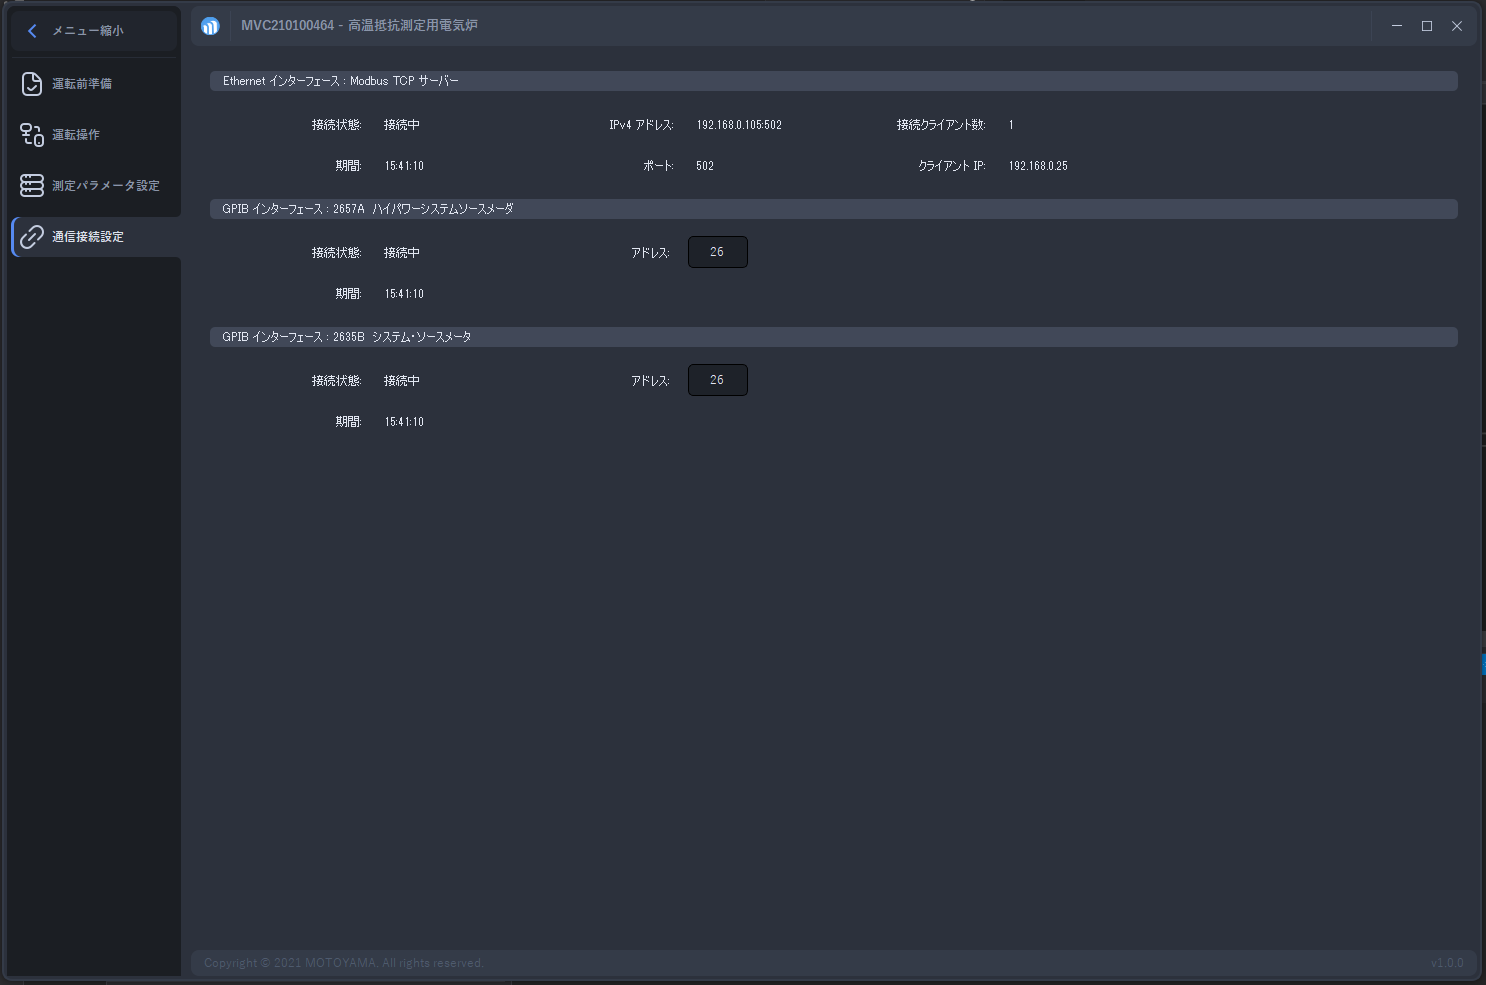 メニュー縮小
運転前準備
運転操作
測定パラメータ設定
通信接続設定
MVC210100464 - 高温抵抗測定用電気炉
Ethernet インターフェース : Modbus TCP サーバー
接続状態: 接続中 IPv4 アドレス: 192.168.0.105:502 接続クライアント数: 1
期間: 15:41:10 ポート: 502 クライアント IP: 192.168.0.25
GPIB インターフェース : 2657A ハイパワーシステムソースメーダ
接続状態: 接続中 アドレス: 26
期間: 15:41:10
GPIB インターフェース : 2635B システム・ソースメータ
接続状態: 接続中 アドレス: 26
期間: 15:41:10
Copyright © 2021 MOTOYAMA. All rights reserved. v1.0.0